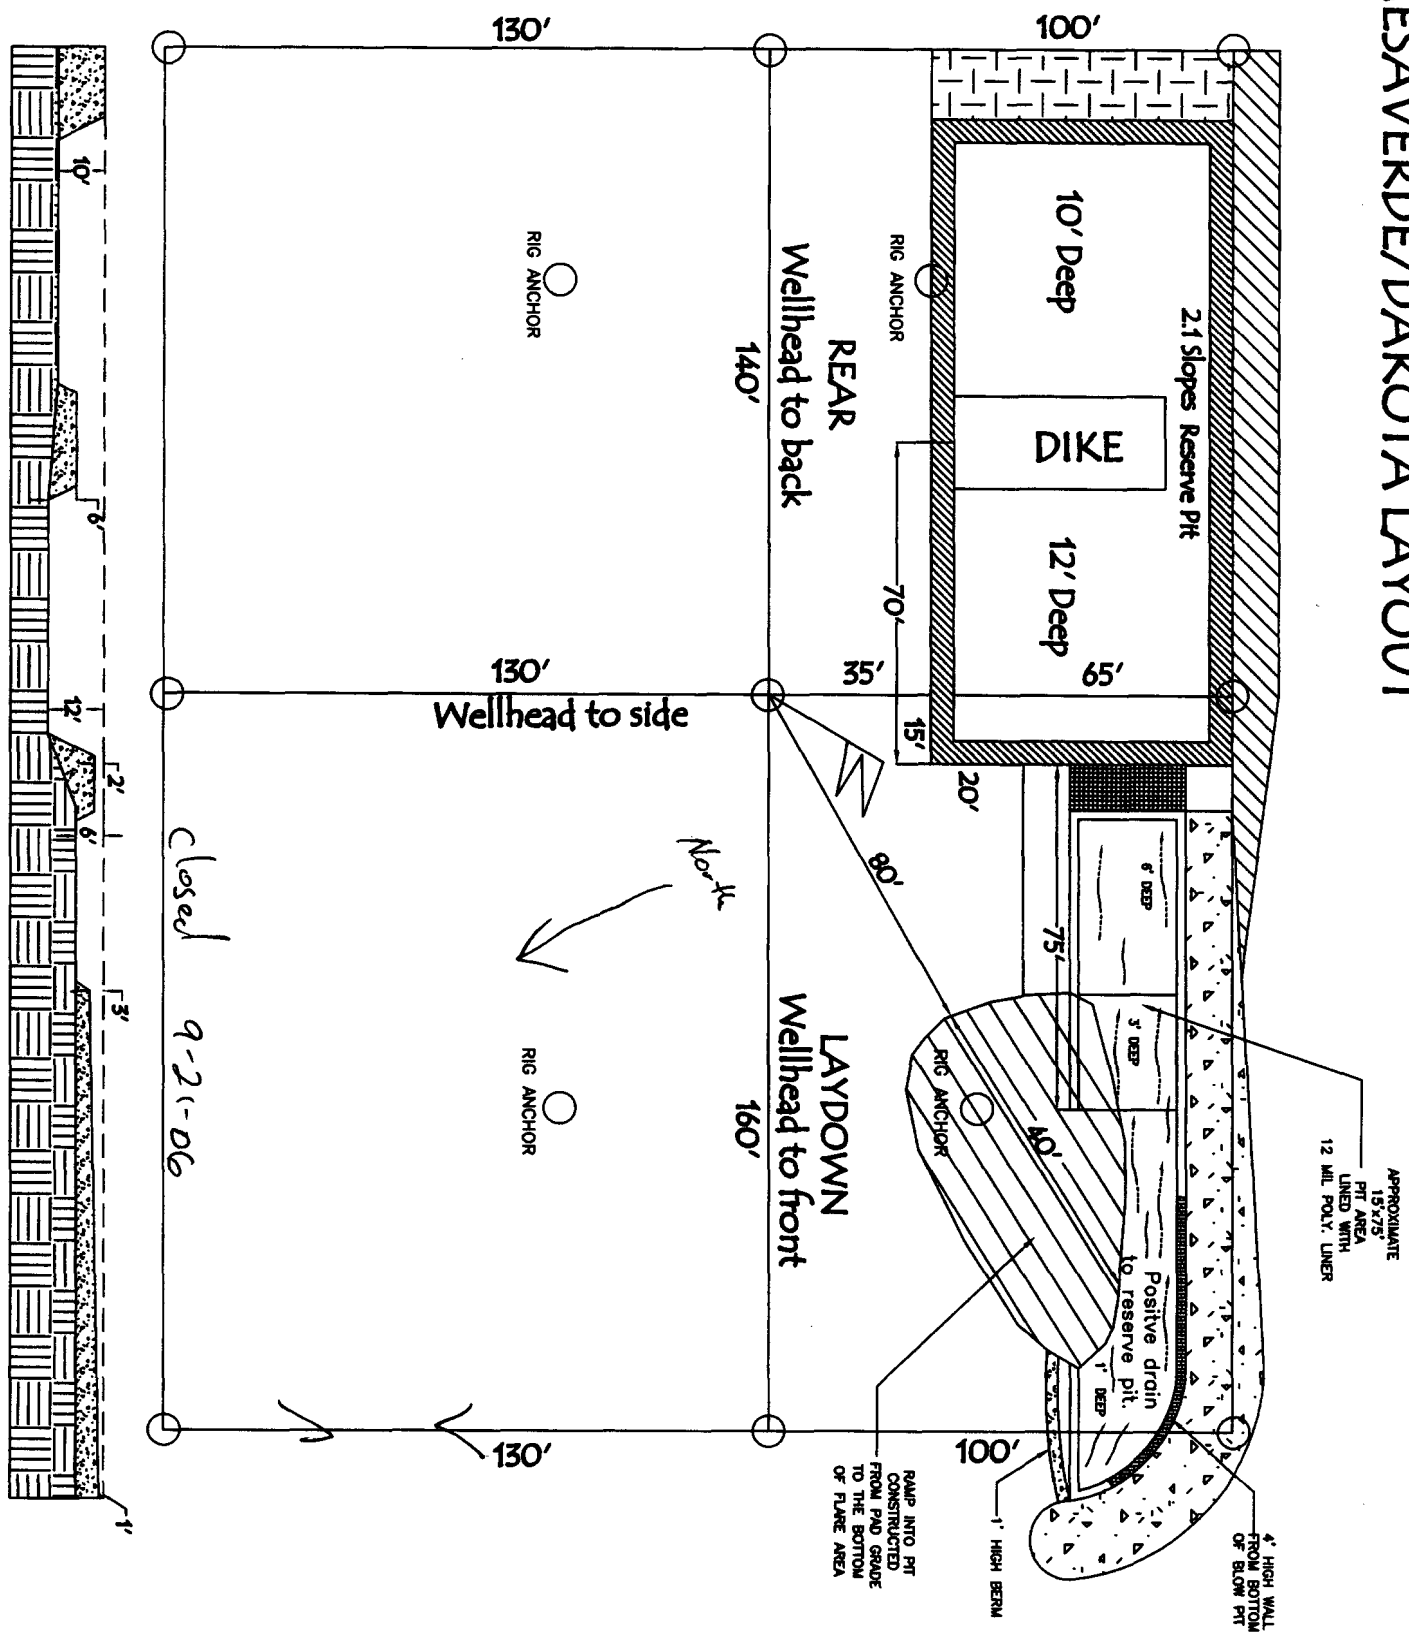 ESAVERDE/DAKOTA LAYOUT
130'
100'
10' Deep
2.1 Slopes Reserve Pit
DIKE
12' Deep
RIG ANCHOR
RIG ANCHOR
REAR
Wellhead to back
140'
70'
130'
Wellhead to side
35'
65'
15'
20'
80'
75'
40'
6' DEEP
3' DEEP
1' DEEP
Positve drain
to reserve pit.
North
LAYDOWN
Wellhead to front
160'
RIG ANCHOR
RIG ANCHOR
130'
100'
APPROXIMATE
15'x75'
PIT AREA
LINED WITH
12 MIL POLY. LINER
4' HIGH WALL
FROM BOTTOM
OF BLOW PIT
1' HIGH BERM
RAMP INTO PIT
CONSTRUCTED
FROM PAD GRADE
TO THE BOTTOM
OF FLARE AREA
closed 9-21-06
10'
6'
12'
2'
6'
3'
1'